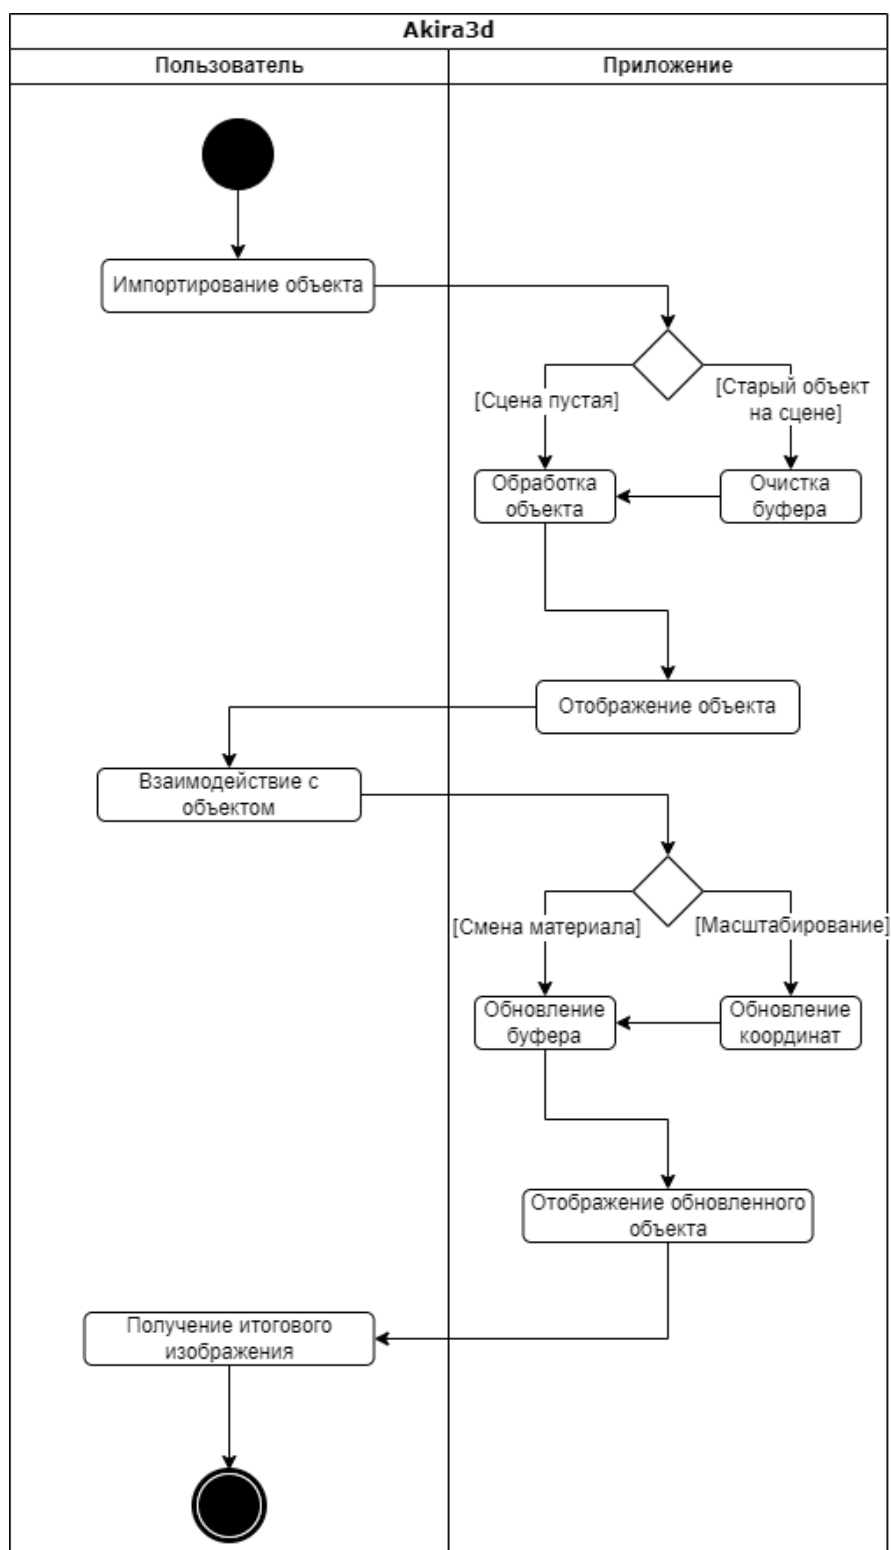 Akira3d
Пользователь
Приложение
Импортирование объекта
[Сцена пустая]
[Старый объект
на сцене]
Обработка
объекта
Очистка
буфера
Отображение объекта
Взаимодействие с
объектом
[Смена материала]
[Масштабирование]
Обновление
буфера
Обновление
координат
Отображение обновленного
объекта
Получение итогового
изображения